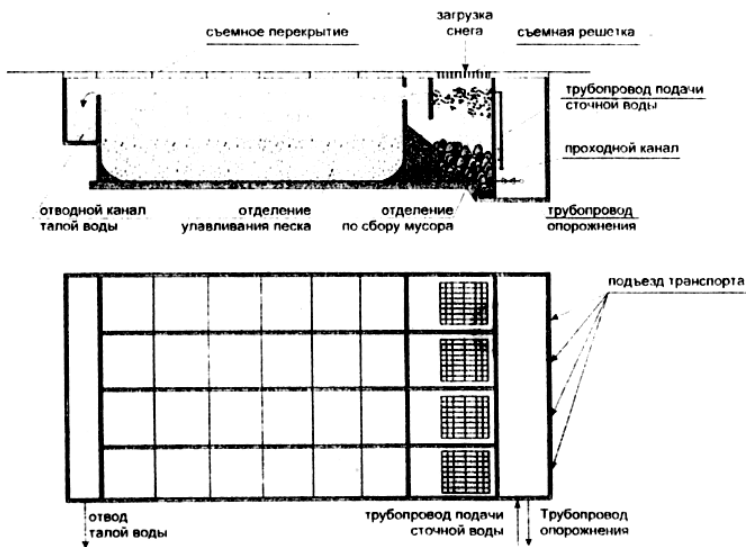 загрузка
снега
съемное перекрытие
съемная решетка
трубопровод подачи
сточной воды
проходной канал
отводной канал
талой воды
отделение
улавливания песка
отделение
по сбору мусора
трубопровод
опорожнения
подъезд транспорта
отвод
талой воды
трубопровод подачи
сточной воды
Трубопровод
опорожнения